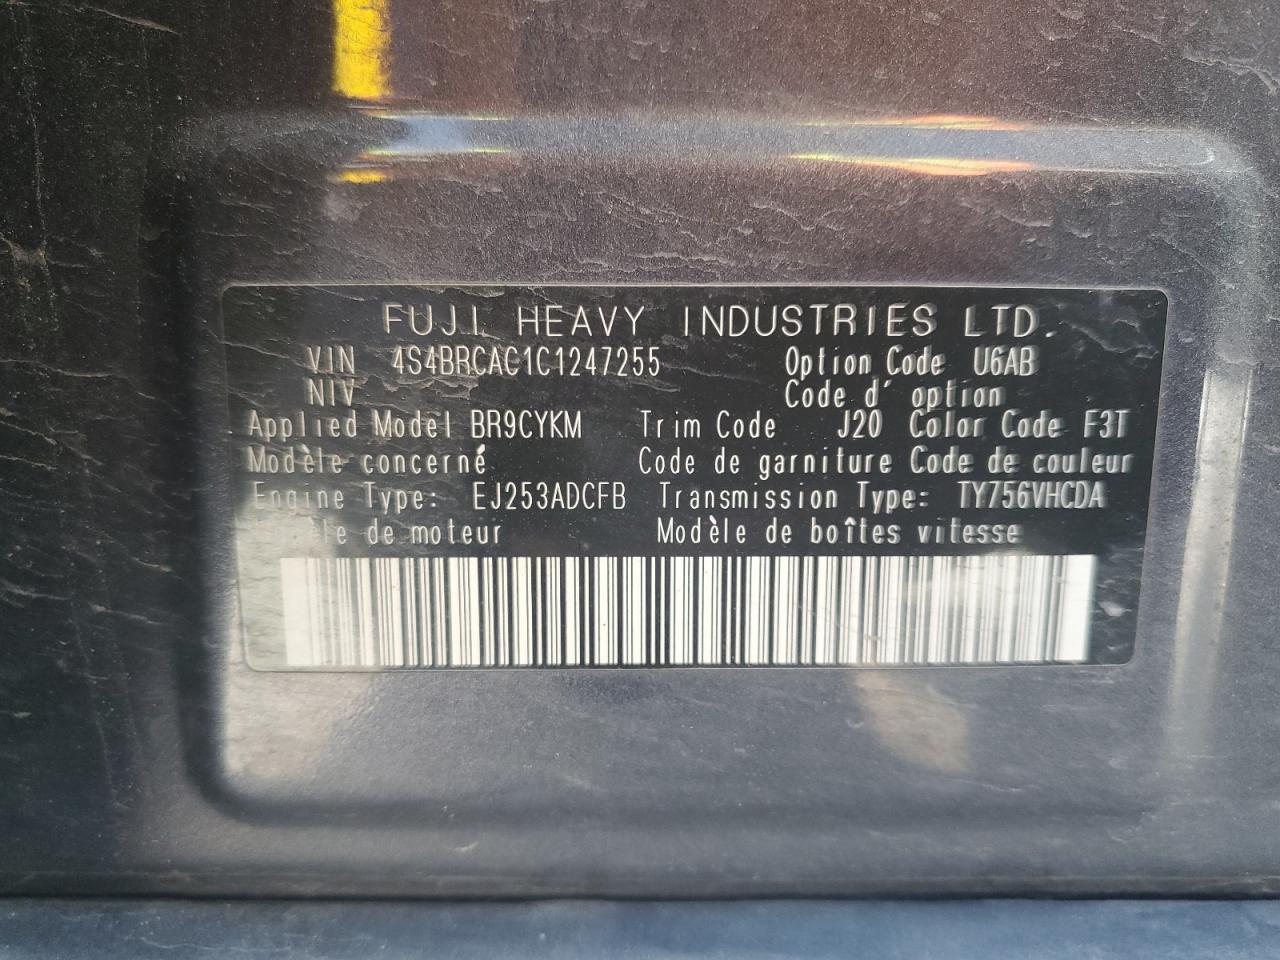 FUJI HEAVY INDUSTRIES LTD.
VIN 4S4BRCAC1C1247255 Option Code U6AB
NIV Code d' option
Applied Model BR9CYKM Trim Code J20 Color Code F3T
Modèle concerné Code de garniture Code de couleur
Engine Type: EJ253ADCFB Transmission Type: TY756VHCDA
de moteur Modèle de boîtes vitesse